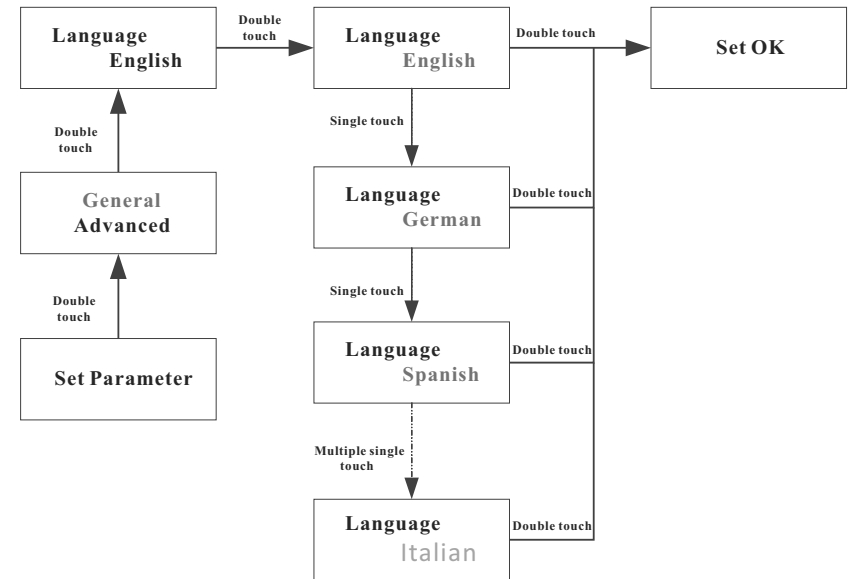 Language
English
Double
touch
Language
English
Double touch
Set OK
Double
touch
Single touch
General
Advanced
Language
German
Double touch
Double
touch
Single touch
Set Parameter
Language
Spanish
Double touch
Multiple single
touch
Language
Italian
Double touch